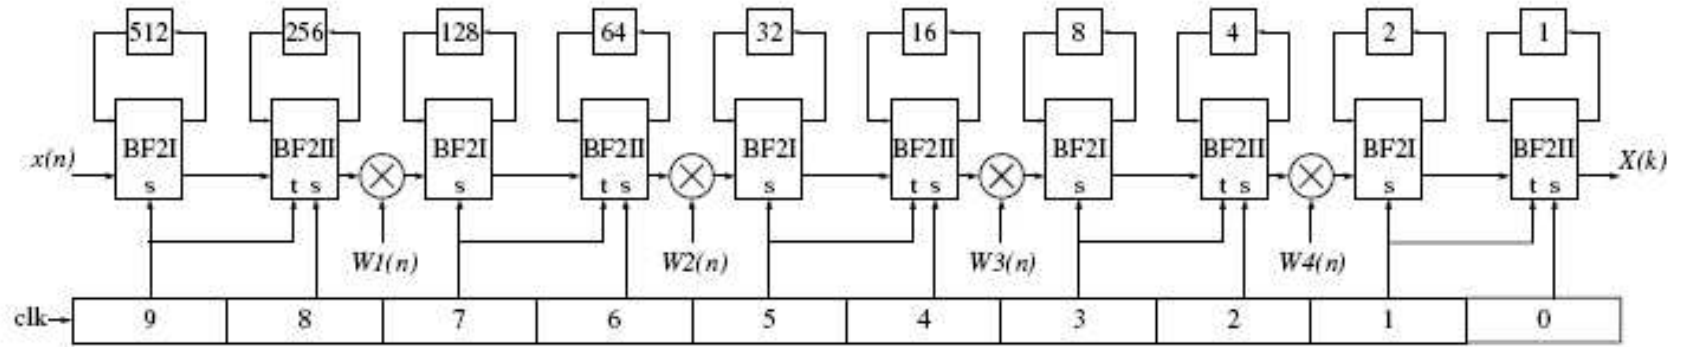 512 256 128 64 32 16 8 4 2 1
BF2I BF2II BF2I BF2II BF2I BF2II BF2I BF2II BF2I BF2II
x(n) X(k)
s t s s t s s t s s t s s t s
W1(n) W2(n) W3(n) W4(n)
clk 9 8 7 6 5 4 3 2 1 0